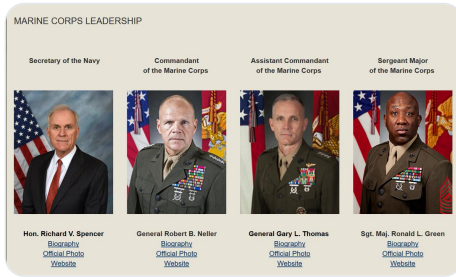 MARINE CORPS LEADERSHIP
Secretary of the Navy
Commandant
of the Marine Corps
Assistant Commandant
of the Marine Corps
Sergeant Major
of the Marine Corps
Hon. Richard V. Spencer
Biography
Official Photo
Website
General Robert B. Neller
Biography
Official Photo
Website
General Gary L. Thomas
Biography
Official Photo
Website
Sgt. Maj. Ronald L. Green
Biography
Official Photo
Website